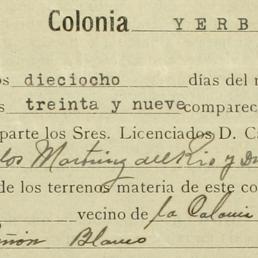 Colonia YERB
os dieciocho días del m
s treinta y nueve comparec
parte los Sres. Licenciados D. C
los Martínez del Rio y D
de los terrenos materia de este co
vecino de la Colonia
Blanco